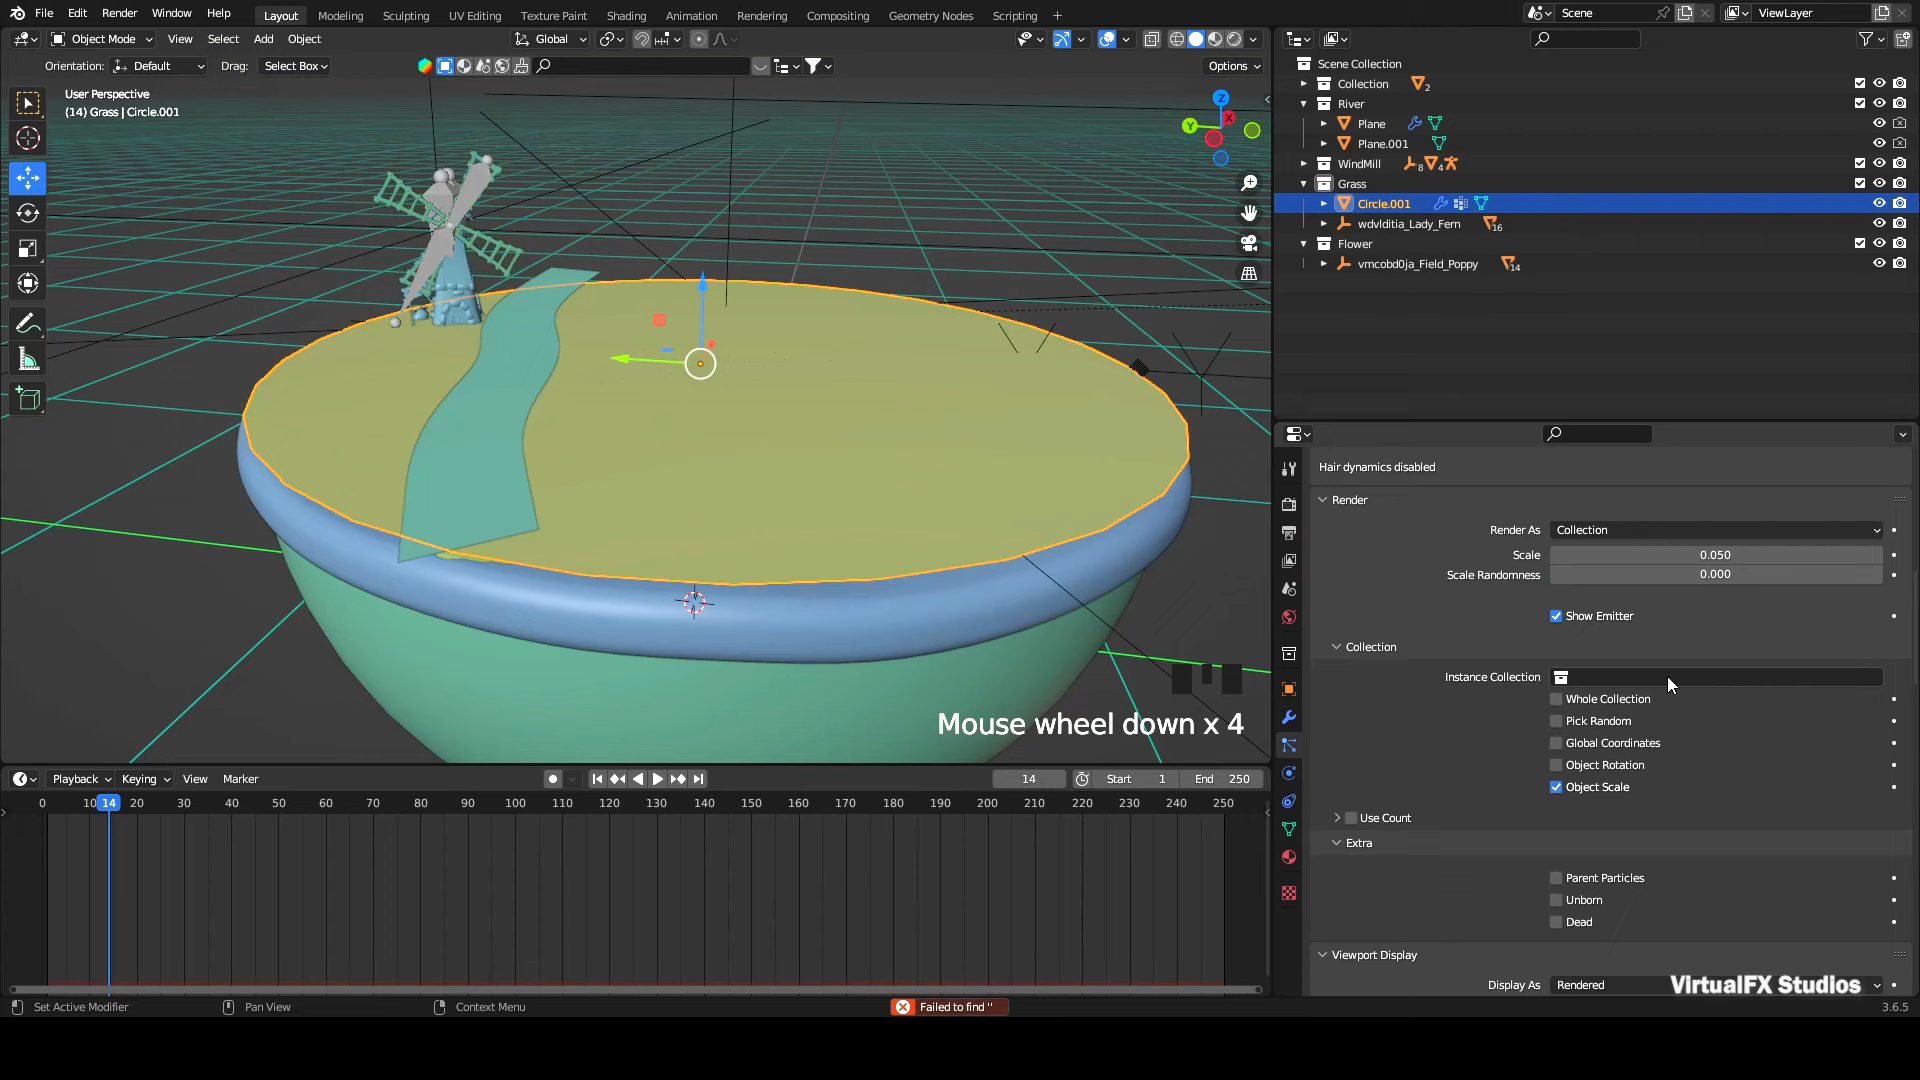 File Edit Render Window Help Layout Modeling Sculpting UV Editing Texture Paint Shading Animation Rendering Compositing Geometry Nodes Scripting Scene ViewLayer
Object Mode View Select Add Object Global
Orientation: Default Drag: Select Box Options
User Perspective
(14) Grass | Circle.001
Z
X
Y
Scene Collection
Collection 2
River
Plane
Plane.001
WindMill 8 4
Grass
Circle.001
wdvlditia_Lady_Fern 16
Flower
vmcobd0ja_Field_Poppy 14
Hair dynamics disabled
Render
Render As Collection
Scale 0.050
Scale Randomness 0.000
Show Emitter
Collection
Instance Collection
Whole Collection
Pick Random
Global Coordinates
Object Rotation
Object Scale
Use Count
Extra
Parent Particles
Unborn
Dead
Viewport Display
Display As Rendered
VirtualFX Studios
Mouse wheel down x 4
Playback Keying View Marker 14 Start 1 End 250
0 10 14 20 30 40 50 60 70 80 90 100 110 120 130 140 150 160 170 180 190 200 210 220 230 240 250
Set Active Modifier Pan View Context Menu Failed to find '' 3.6.5